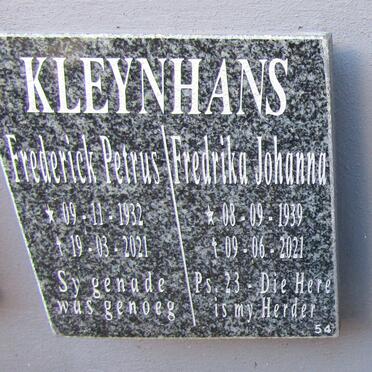 KLEYNHANS
Frederick Petrus
★ 09 - 11 - 1932
† 19 - 03 - 2021
Sy genade
was genoeg
Fredrika Johanna
★ 08 - 09 - 1939
† 09 - 06 - 2021
Ps. 23 - Die Here
is my Herder
54